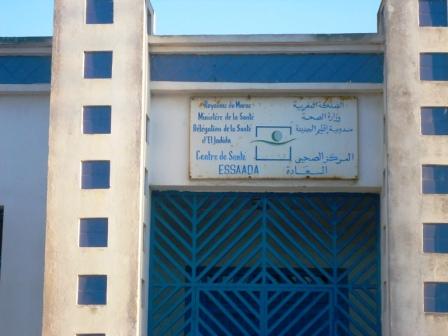 Royaume du Maroc
Ministère de la Santé
Délégation de la Santé
d'El Jadida
Centre de Santé
ESSAADA
المملكة المغربية
وزارة الصحة
مندوبية إقليم الجديدة
المركز الصحي
السعادة